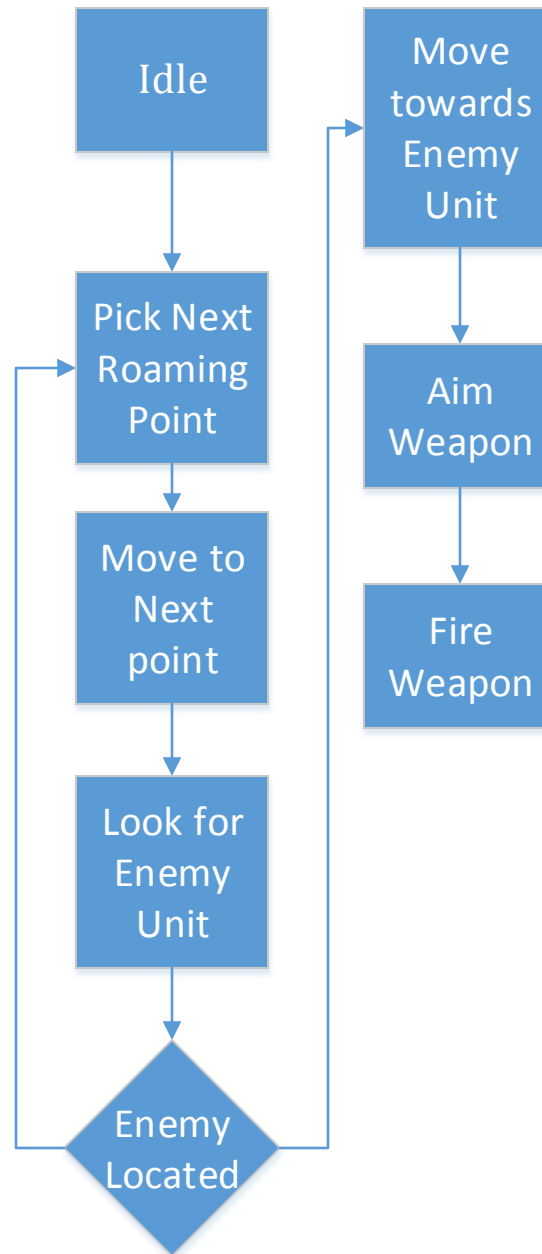 Idle
Pick Next
Roaming
Point
Move to
Next
point
Look for
Enemy
Unit
Enemy
Located
Move
towards
Enemy
Unit
Aim
Weapon
Fire
Weapon